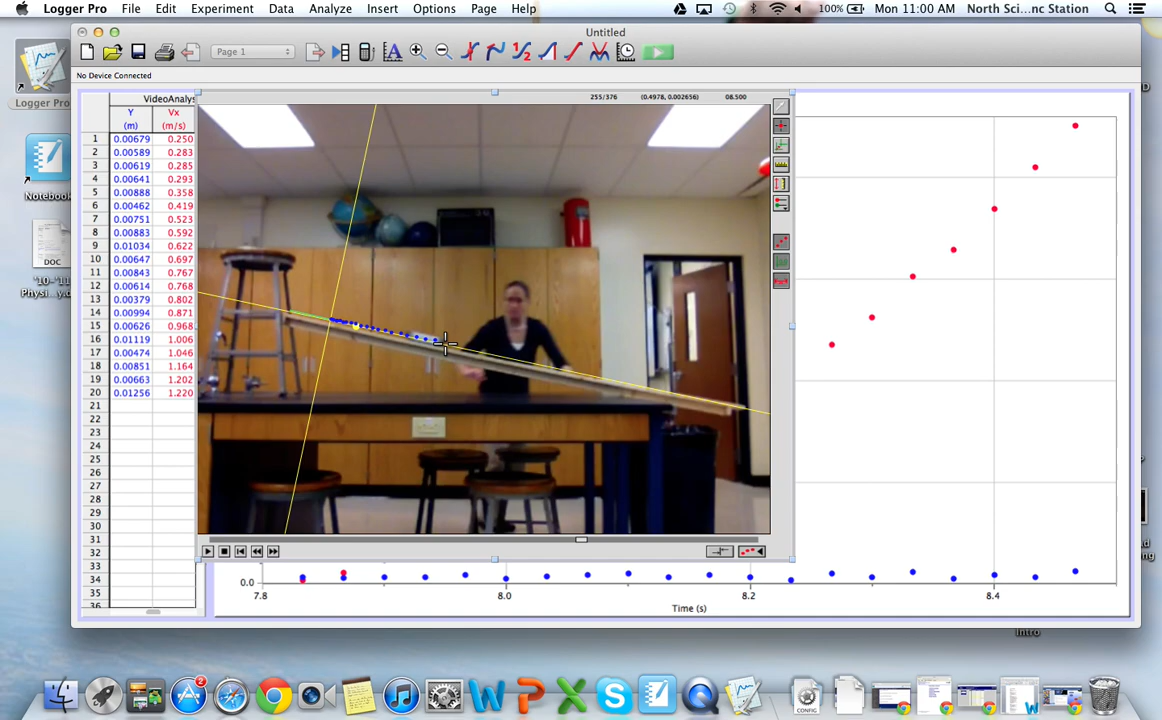 Logger Pro File Edit Experiment Data Analyze Insert Options Page Help 100% Mon 11:00 AM North Sci...nc Station
Untitled
Page 1
No Device Connected
Logger Pro
Notebook
DOC
'10-'11
Physi...y.d
VideoAnalys
Y Vx
(m) (m/s)
1 0.00679 0.250
2 0.00589 0.283
3 0.00619 0.285
4 0.00641 0.293
5 0.00888 0.358
6 0.00462 0.419
7 0.00751 0.523
8 0.00883 0.592
9 0.01034 0.622
10 0.00647 0.697
11 0.00843 0.767
12 0.00614 0.768
13 0.00379 0.802
14 0.00994 0.871
15 0.00626 0.968
16 0.01119 1.006
17 0.00474 1.046
18 0.00851 1.164
19 0.00663 1.202
20 0.01256 1.220
21
22
23
24
25
26
27
28
29
30
31
32
33
34
35
36
255/376 (0.4978, 0.002656) 08.500
0.0
7.8 8.0 8.2 8.4
Time (s)
Intro
2
CONFIG